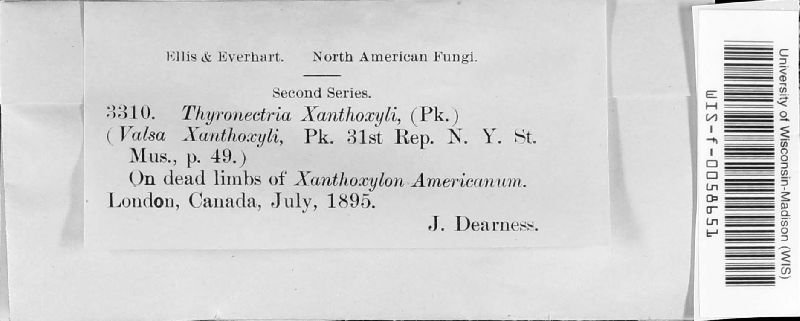 Ellis & Everhart. North American Fungi.
Second Series.
3310. Thyronectria Xanthoxyli, (Pk.)
(Valsa Xanthoxyli, Pk. 31st Rep. N. Y. St.
Mus., p. 49.)
On dead limbs of Xanthoxylon Americanum.
London, Canada, July, 1895.
J. Dearness.
University of Wisconsin-Madison (WIS)
WIS-f-0058651